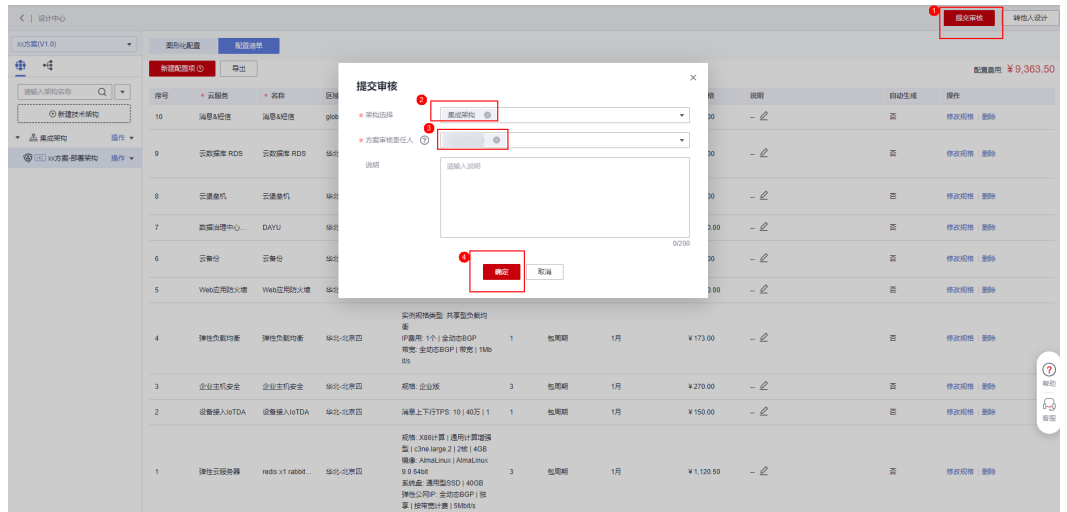 设计中心
1
提交审核
转他人设计
xx方案(V1.0)
图形化配置
配置清单
新建配置项
导出
配置费用: ¥9,363.50
请输入架构名称
新建技术架构
集成架构
操作
xx方案-部署架构
操作
序号
* 云服务
* 名称
说明
自动生成
操作
10
消息&短信
消息&短信
glob
00
--
否
修改规格 | 删除
9
云数据库 RDS
云数据库 RDS
华北
00
--
否
修改规格 | 删除
8
云堡垒机
云堡垒机
华北
00
--
否
修改规格 | 删除
7
数据治理中心...
DAYU
华北
0.00
--
否
修改规格 | 删除
6
云备份
云备份
华北
00
--
否
修改规格 | 删除
5
Web应用防火墙
Web应用防火墙
华北
0.00
--
否
修改规格 | 删除
提交审核
2
* 架构选择
集成架构
3
* 方案审核责任人
说明
请输入说明
0/200
4
确定
取消
4
弹性负载均衡
弹性负载均衡
华北-北京四
实例规格类型: 共享型负载均
衡
IP费用: 1个 | 全动态BGP
带宽: 全动态BGP | 带宽 | 1Mb
it/s
1
包周期
1月
¥173.00
--
否
修改规格 | 删除
3
企业主机安全
企业主机安全
华北-北京四
规格: 企业版
3
包周期
1月
¥270.00
--
否
修改规格 | 删除
2
设备接入IoTDA
设备接入IoTDA
华北-北京四
消息上下行TPS: 10 | 40万 | 1
1
包周期
1月
¥150.00
--
否
修改规格 | 删除
1
弹性云服务器
redis x1 rabbit...
华北-北京四
规格: X86计算 | 通用计算增强
型 | c3ne.large.2 | 2核 | 4GB
镜像: AlmaLinux | AlmaLinux
9.0 64bit
系统盘: 通用型SSD | 40GB
弹性公网IP: 全动态BGP | 独
享 | 按带宽计费 | 5Mbit/s
3
包周期
1月
¥1,120.50
--
否
修改规格 | 删除
帮助
客服